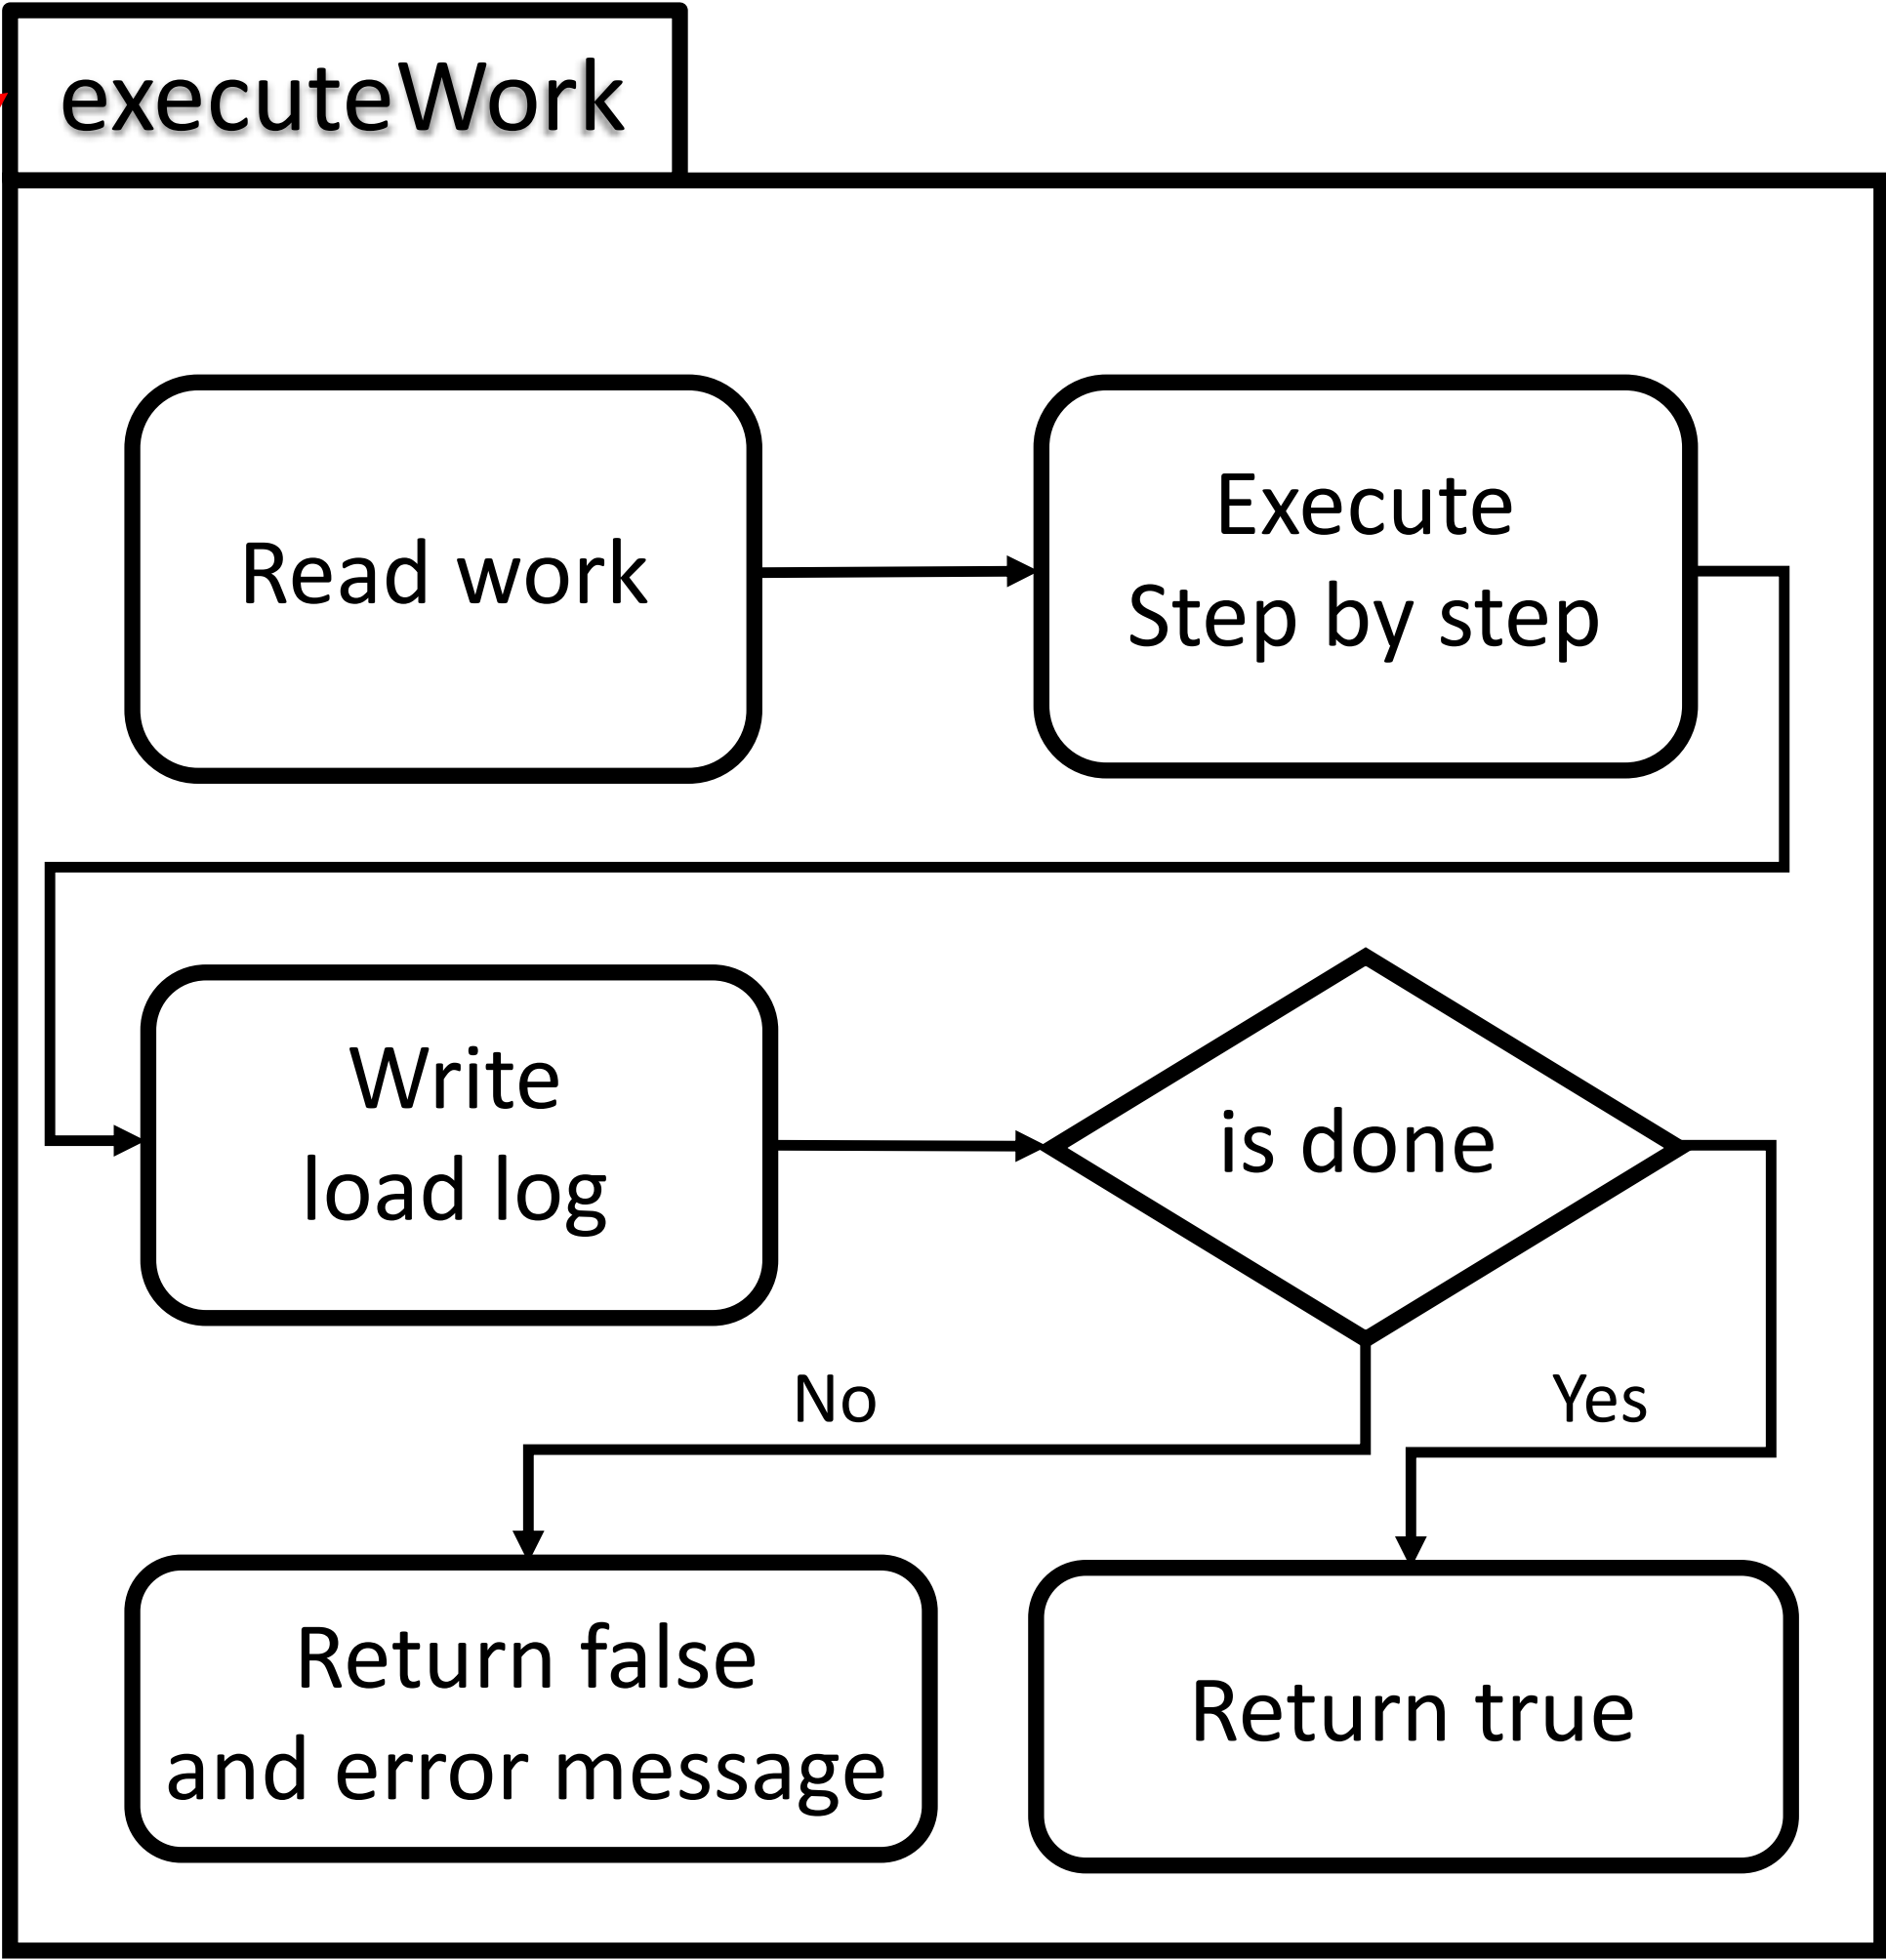 executeWork
Read work
Execute
Step by step
Write
load log
is done
No
Yes
Return false
and error message
Return true